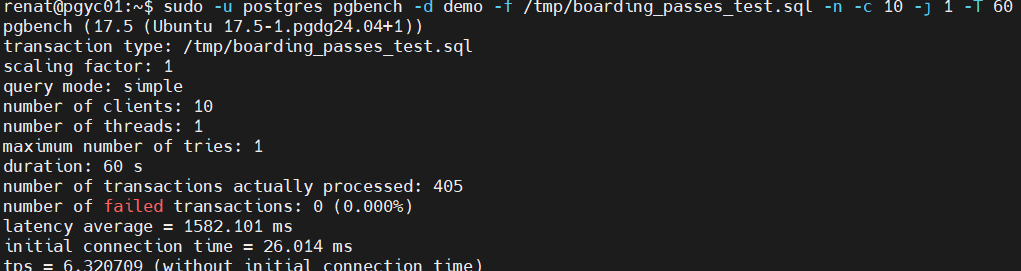 renat@pgyc01:~$ sudo -u postgres pgbench -d demo -f /tmp/boarding_passes_test.sql -n -c 10 -j 1 -T 60
pgbench (17.5 (Ubuntu 17.5-1.pgdg24.04+1))
transaction type: /tmp/boarding_passes_test.sql
scaling factor: 1
query mode: simple
number of clients: 10
number of threads: 1
maximum number of tries: 1
duration: 60 s
number of transactions actually processed: 405
number of failed transactions: 0 (0.000%)
latency average = 1582.101 ms
initial connection time = 26.014 ms
tps = 6.320709 (without initial connection time)